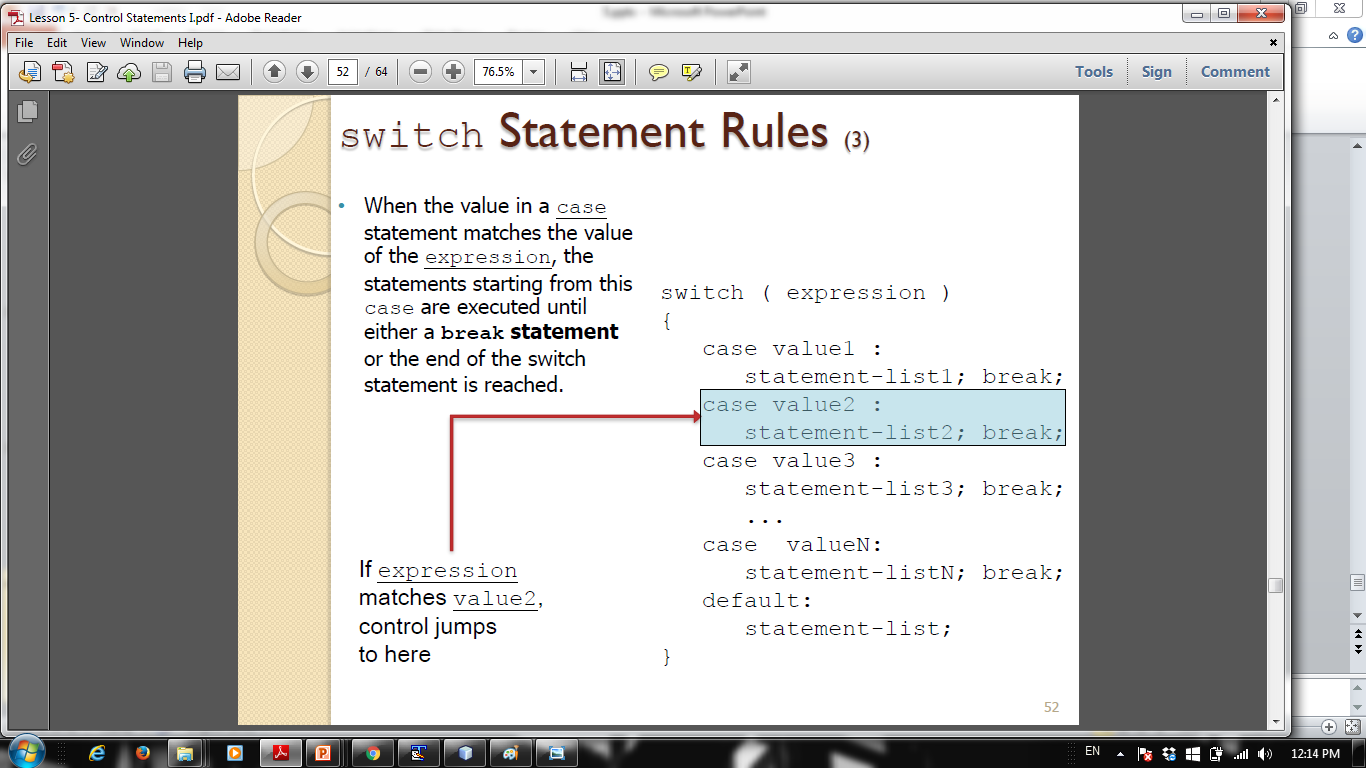 Lesson 5- Control Statements I.pdf - Adobe Reader
File Edit View Window Help
52 / 64
76.5%
Tools Sign Comment
switch Statement Rules (3)
• When the value in a case
statement matches the value
of the expression, the
statements starting from this
case are executed until
either a break statement
or the end of the switch
statement is reached.
switch ( expression )
{
case value1 :
statement-list1; break;
case value2 :
statement-list2; break;
case value3 :
statement-list3; break;
...
case valueN:
statement-listN; break;
default:
statement-list;
}
If expression
matches value2,
control jumps
to here
52
EN
12:14 PM